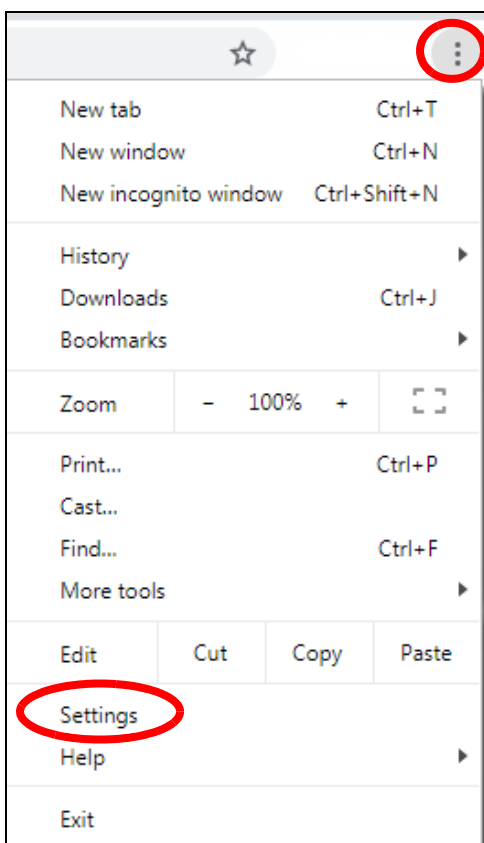 New tab Ctrl+T
New window Ctrl+N
New incognito window Ctrl+Shift+N
History
Downloads Ctrl+J
Bookmarks
Zoom - 100% +
Print... Ctrl+P
Cast...
Find... Ctrl+F
More tools
Edit Cut Copy Paste
Settings
Help
Exit